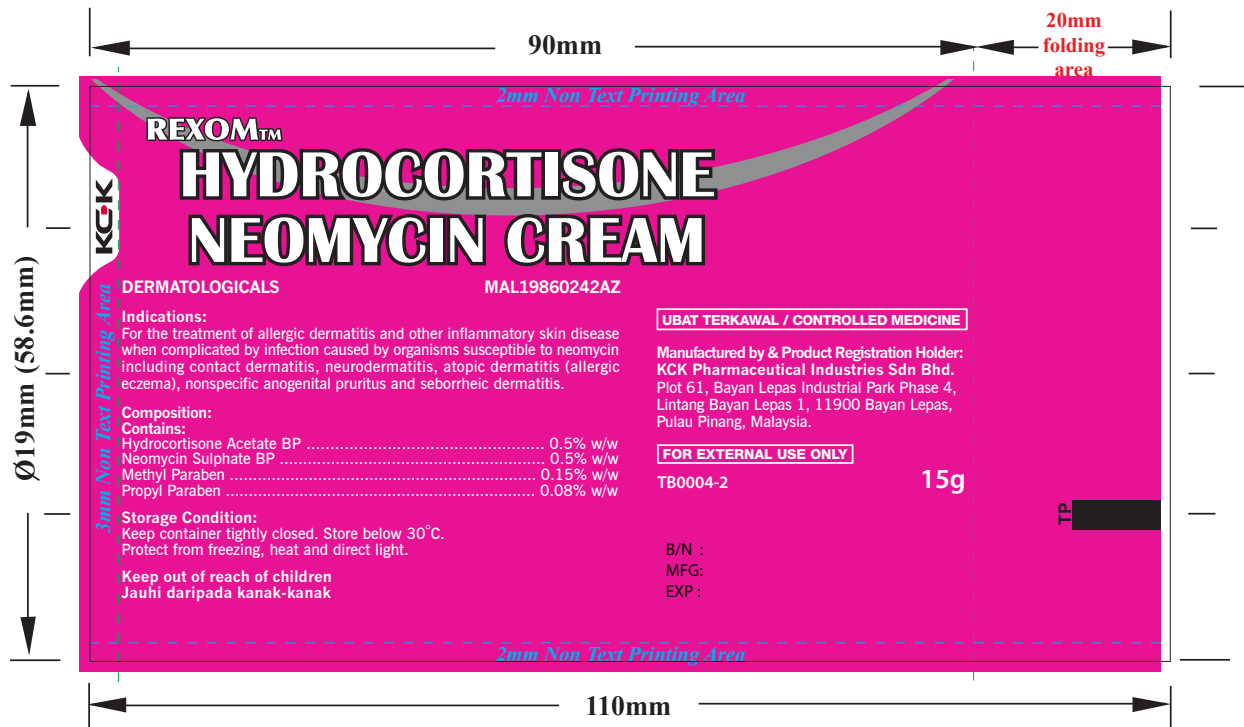 90mm
20mm
folding
area
2mm Non Text Printing Area
REXOM™
HYDROCORTISONE
NEOMYCIN CREAM
KCK
DERMATOLOGICALS MAL19860242AZ
Indications:
For the treatment of allergic dermatitis and other inflammatory skin disease
when complicated by infection caused by organisms susceptible to neomycin
including contact dermatitis, neurodermatitis, atopic dermatitis (allergic
eczema), nonspecific anogenital pruritus and seborrheic dermatitis.
Composition:
Contains:
Hydrocortisone Acetate BP .................................................... 0.5% w/w
Neomycin Sulphate BP .......................................................... 0.5% w/w
Methyl Paraben .................................................................... 0.15% w/w
Propyl Paraben .................................................................... 0.08% w/w
Storage Condition:
Keep container tightly closed. Store below 30°C.
Protect from freezing, heat and direct light.
Keep out of reach of children
Jauhi daripada kanak-kanak
UBAT TERKAWAL / CONTROLLED MEDICINE
Manufactured by & Product Registration Holder:
KCK Pharmaceutical Industries Sdn Bhd.
Plot 61, Bayan Lepas Industrial Park Phase 4,
Lintang Bayan Lepas 1, 11900 Bayan Lepas,
Pulau Pinang, Malaysia.
FOR EXTERNAL USE ONLY
TB0004-2 15g
B/N :
MFG:
EXP :
TP
3mm Non Text Printing Area
Ø19mm (58.6mm)
2mm Non Text Printing Area
110mm